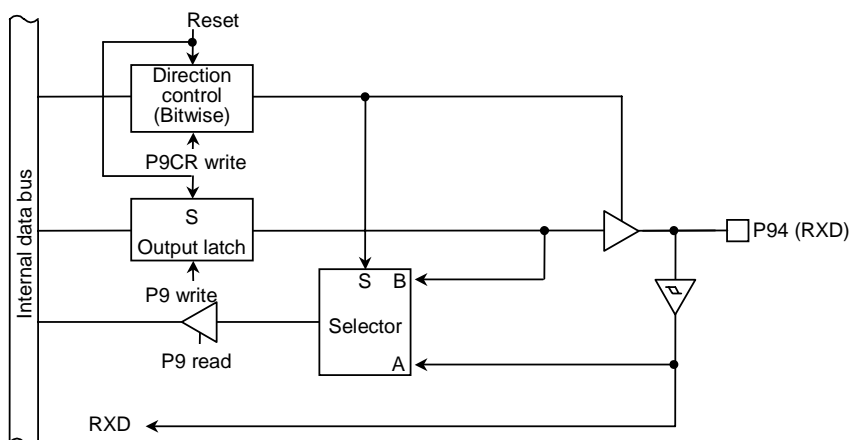 Reset
Direction
control
(Bitwise)
P9CR write
Internal data bus
S
Output latch
P9 write
P94 (RXD)
S B
Selector
A
P9 read
RXD